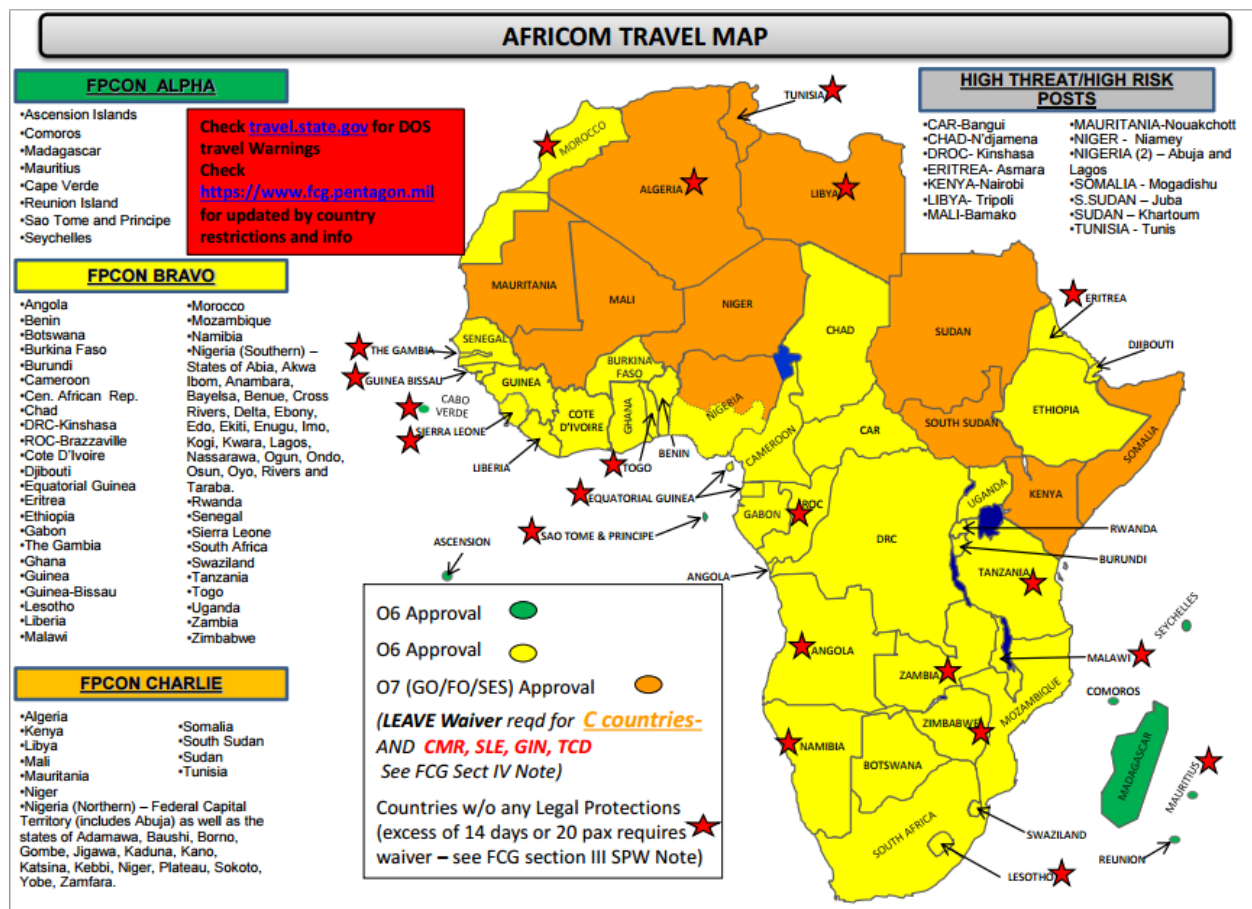 AFRICOM TRAVEL MAP
FPCON ALPHA
•Ascension Islands
•Comoros
•Madagascar
•Mauritius
•Cape Verde
•Reunion Island
•Sao Tome and Principe
•Seychelles
Check travel.state.gov for DOS
travel Warnings
Check
https://www.fcg.pentagon.mil
for updated by country
restrictions and info
HIGH THREAT/HIGH RISK
POSTS
•CAR-Bangui
•CHAD-N'djamena
•DROC- Kinshasa
•ERITREA- Asmara
•KENYA-Nairobi
•LIBYA- Tripoli
•MALI-Bamako
•MAURITANIA-Nouakchott
•NIGER - Niamey
•NIGERIA (2) – Abuja and
Lagos
•SOMALIA - Mogadishu
•S.SUDAN – Juba
•SUDAN – Khartoum
•TUNISIA - Tunis
FPCON BRAVO
•Angola
•Benin
•Botswana
•Burkina Faso
•Burundi
•Cameroon
•Cen. African Rep.
•Chad
•DRC-Kinshasa
•ROC-Brazzaville
•Cote D'Ivoire
•Djibouti
•Equatorial Guinea
•Eritrea
•Ethiopia
•Gabon
•The Gambia
•Ghana
•Guinea
•Guinea-Bissau
•Lesotho
•Liberia
•Malawi
•Morocco
•Mozambique
•Namibia
•Nigeria (Southern) –
States of Abia, Akwa
Ibom, Anambara,
Bayelsa, Benue, Cross
Rivers, Delta, Ebony,
Edo, Ekiti, Enugu, Imo,
Kogi, Kwara, Lagos,
Nassarawa, Ogun, Ondo,
Osun, Oyo, Rivers and
Taraba.
•Rwanda
•Senegal
•Sierra Leone
•South Africa
•Swaziland
•Tanzania
•Togo
•Uganda
•Zambia
•Zimbabwe
FPCON CHARLIE
•Algeria
•Kenya
•Libya
•Mali
•Mauritania
•Niger
•Nigeria (Northern) – Federal Capital
Territory (includes Abuja) as well as the
states of Adamawa, Baushi, Borno,
Gombe, Jigawa, Kaduna, Kano,
Katsina, Kebbi, Niger, Plateau, Sokoto,
Yobe, Zamfara.
•Somalia
•South Sudan
•Sudan
•Tunisia
TUNISIA
MOROCCO
ALGERIA
LIBYA
MAURITANIA
MALI
NIGER
CHAD
SUDAN
ERITREA
DJIBOUTI
SENEGAL
THE GAMBIA
GUINEA BISSAU
CABO
VERDE
GUINEA
SIERRA LEONE
LIBERIA
COTE
D'IVOIRE
BURKINA
FASO
GHANA
TOGO
BENIN
NIGERIA
CAMEROON
CAR
SOUTH SUDAN
ETHIOPIA
SOMALIA
KENYA
UGANDA
EQUATORIAL GUINEA
GABON
ROC
DRC
SAO TOME & PRINCIPE
ASCENSION
ANGOLA
RWANDA
BURUNDI
TANZANIA
SEYCHELLES
ANGOLA
ZAMBIA
MALAWI
COMOROS
MOZAMBIQUE
ZIMBABWE
NAMIBIA
BOTSWANA
MADAGASCAR
MAURITIUS
REUNION
SWAZILAND
SOUTH AFRICA
LESOTHO
O6 Approval
O6 Approval
O7 (GO/FO/SES) Approval
(LEAVE Waiver reqd for C countries-
AND CMR, SLE, GIN, TCD
See FCG Sect IV Note)
Countries w/o any Legal Protections
(excess of 14 days or 20 pax requires
waiver – see FCG section III SPW Note)